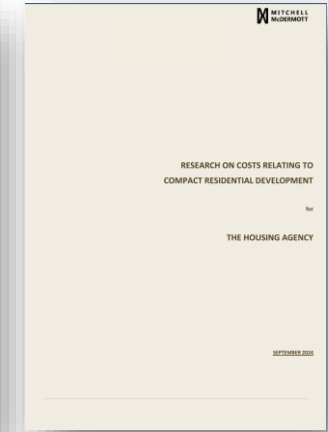 MITCHELL
McDERMOTT
RESEARCH ON COSTS RELATING TO
COMPACT RESIDENTIAL DEVELOPMENT
for
THE HOUSING AGENCY
SEPTEMBER 2024